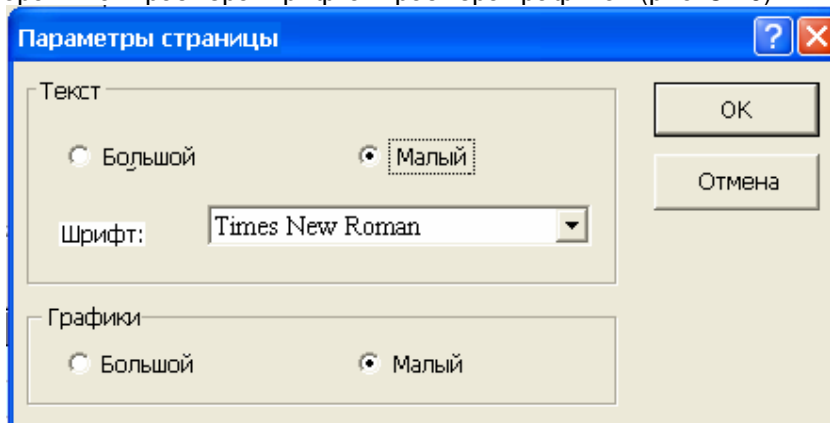 Параметры страницы
Текст
Большой
Малый
Шрифт:
Times New Roman
Графики
Большой
Малый
OK
Отмена